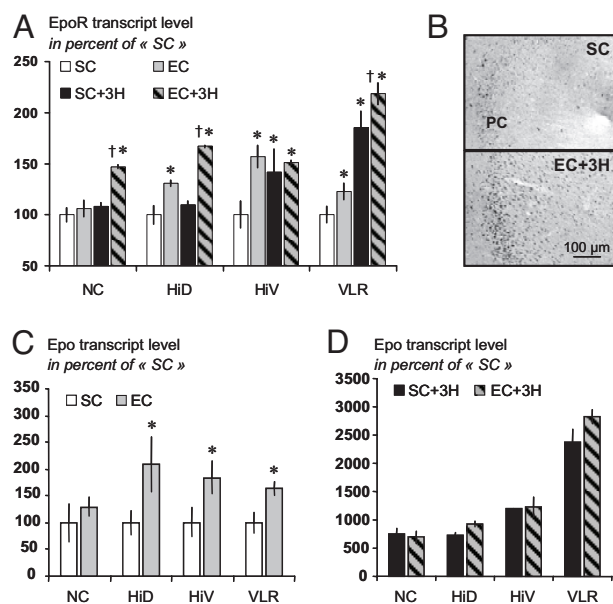 A
EpoR transcript level
in percent of « SC »
SC
EC
SC+3H
EC+3H
250
200
150
100
50
†*
*
†*
*
*
*
*
*
†*
NC
HiD
HiV
VLR
B
SC
PC
EC+3H
100 µm
C
Epo transcript level
in percent of « SC »
SC
EC
350
300
250
200
150
100
50
0
*
*
*
NC
HiD
HiV
VLR
D
Epo transcript level
in percent of « SC »
SC+3H
EC+3H
3500
3000
2500
2000
1500
1000
500
0
NC
HiD
HiV
VLR